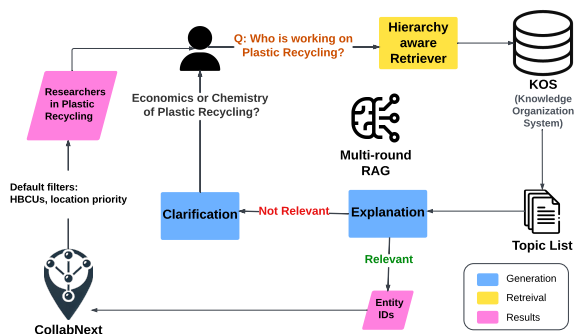 Q: Who is working on
Plastic Recycling?
Hierarchy
aware
Retriever
KOS
(Knowledge
Organization
System)
Researchers
in Plastic
Recycling
Economics or Chemistry
of Plastic Recycling?
Multi-round
RAG
Default filters:
HBCUs, location priority
Clarification
Not Relevant
Explanation
Topic List
Relevant
Entity
IDs
CollabNext
Generation
Retreival
Results